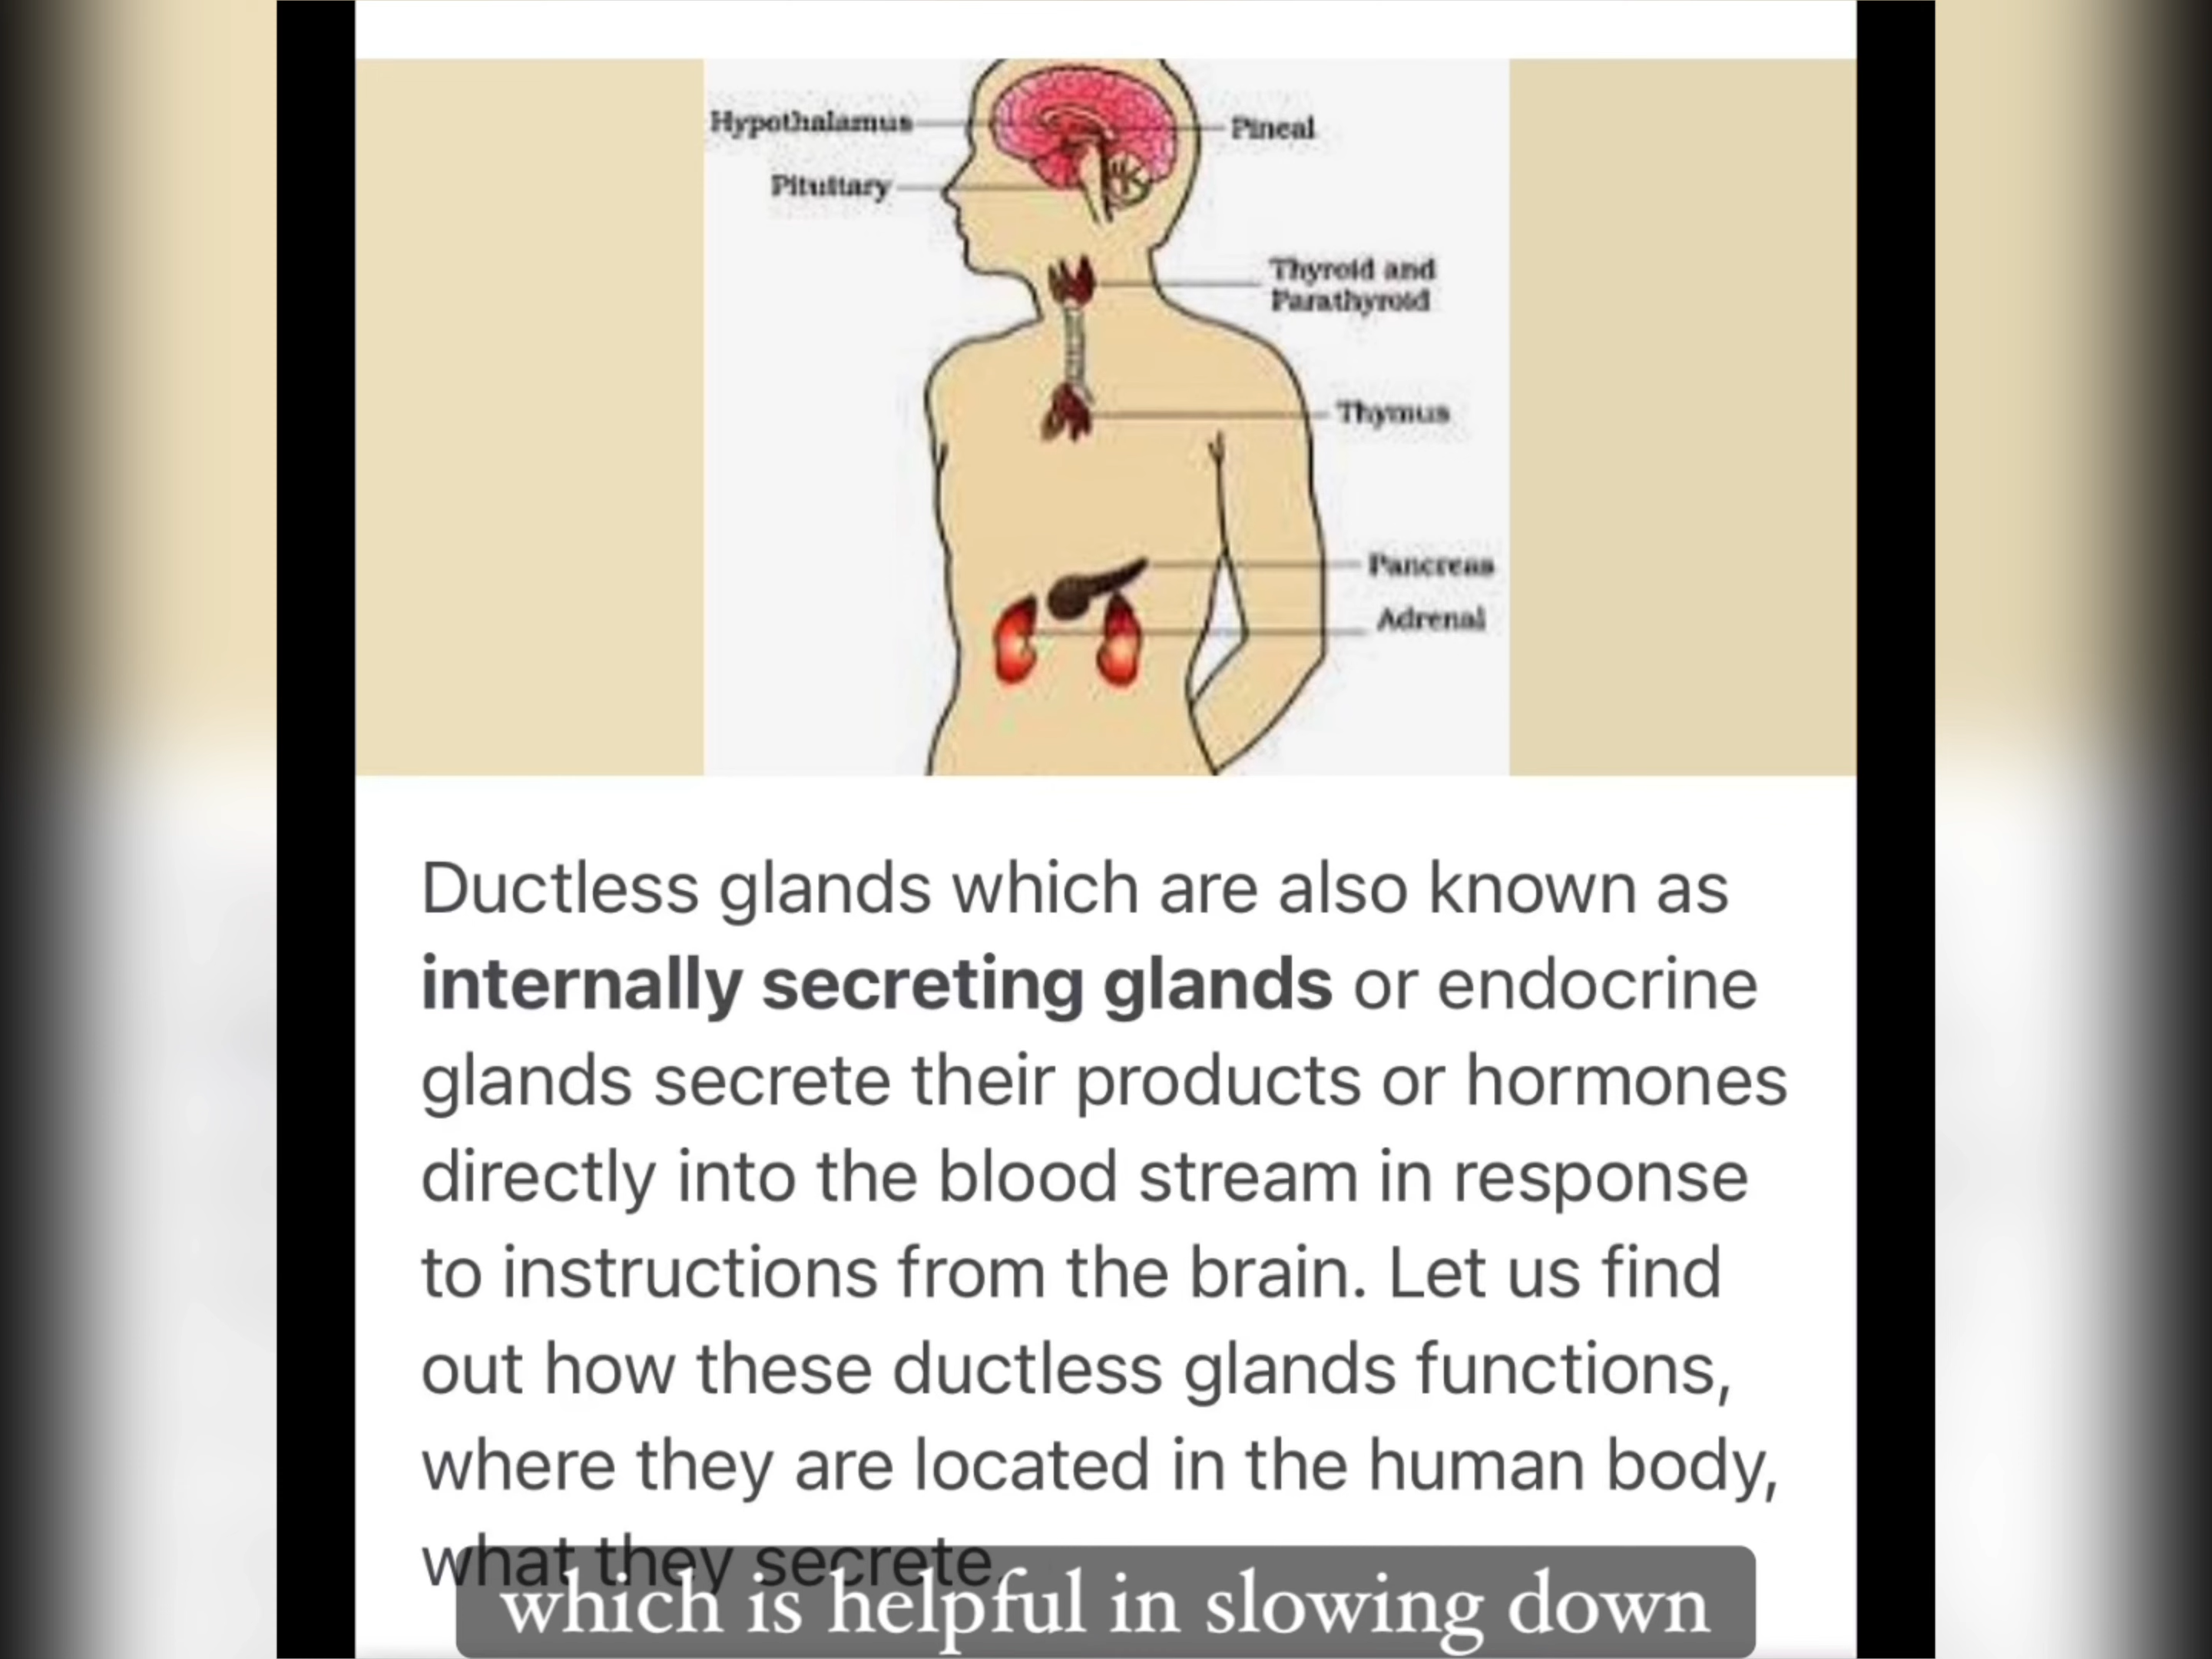 Hypothalamus
Pineal
Pituttary
Thyroid and
Parathyroid
Thymus
Pancreas
Adrenal
Ductless glands which are also known as
internally secreting glands or endocrine
glands secrete their products or hormones
directly into the blood stream in response
to instructions from the brain. Let us find
out how these ductless glands functions,
where they are located in the human body,
what they secrete.
which is helpful in slowing down